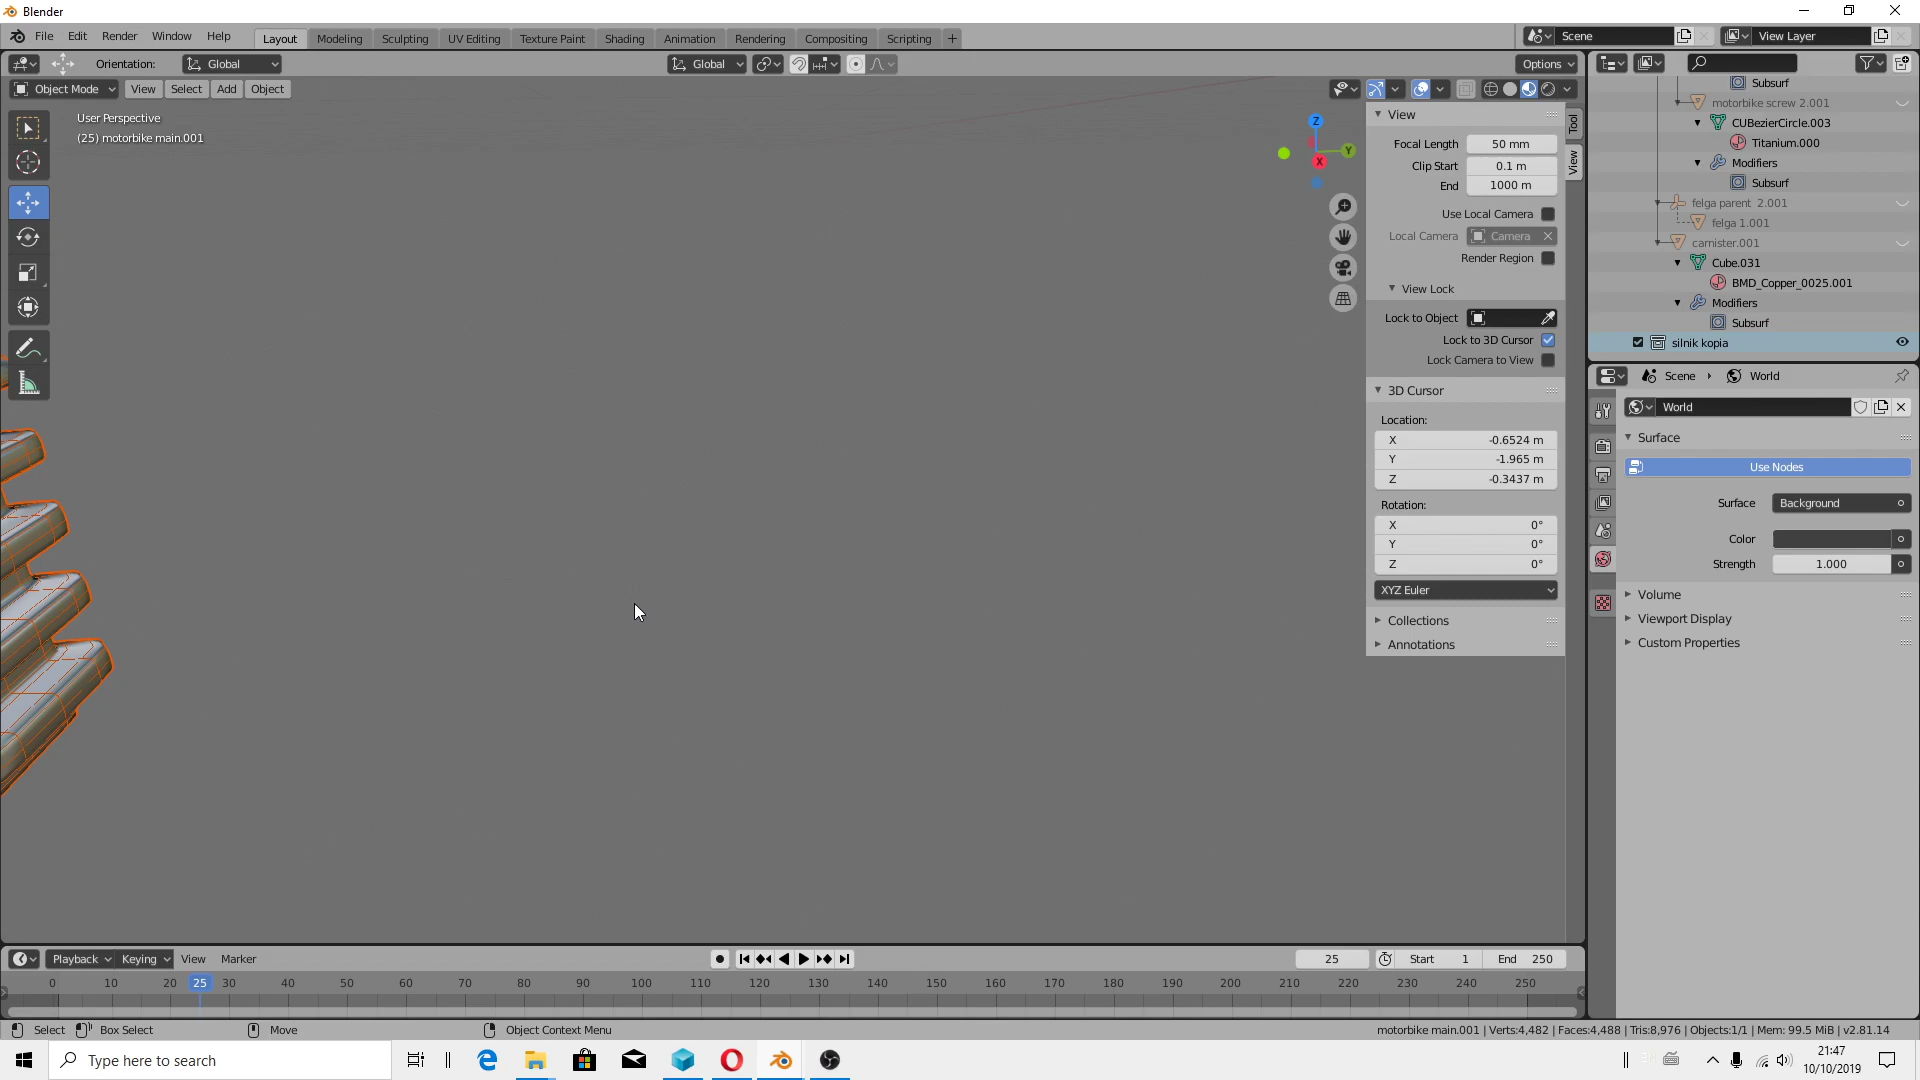 Blender
File Edit Render Window Help Layout Modeling Sculpting UV Editing Texture Paint Shading Animation Rendering Compositing Scripting + Scene View Layer
Orientation: Global Global Options
Object Mode View Select Add Object
User Perspective
(25) motorbike main.001
Z
Y
X
View
Focal Length 50 mm
Clip Start 0.1 m
End 1000 m
Use Local Camera
Local Camera Camera
Render Region
View Lock
Lock to Object
Lock to 3D Cursor
Lock Camera to View
3D Cursor
Location:
X -0.6524 m
Y -1.965 m
Z -0.3437 m
Rotation:
X 0°
Y 0°
Z 0°
XYZ Euler
Collections
Annotations
Tool
View
Subsurf
motorbike screw 2.001
CUBezierCircle.003
Titanium.000
Modifiers
Subsurf
felga parent 2.001
felga 1.001
carnister.001
Cube.031
BMD_Copper_0025.001
Modifiers
Subsurf
silnik kopia
Scene World
World
Surface
Use Nodes
Surface Background
Color
Strength 1.000
Volume
Viewport Display
Custom Properties
Playback Keying View Marker 25 Start 1 End 250
0 10 20 25 30 40 50 60 70 80 90 100 110 120 130 140 150 160 170 180 190 200 210 220 230 240 250
Select Box Select Move Object Context Menu motorbike main.001 | Verts:4,482 | Faces:4,488 | Tris:8,976 | Objects:1/1 | Mem: 99.5 MiB | v2.81.14
Type here to search
21:47
10/10/2019